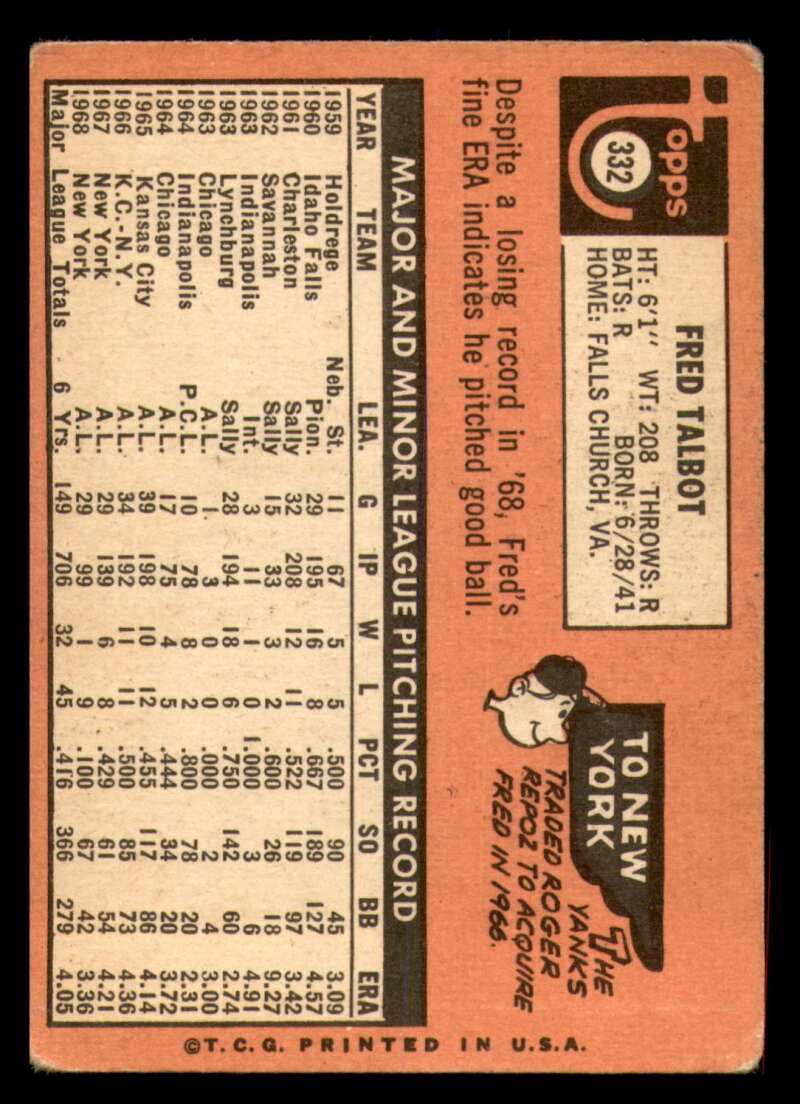 Topps
332
FRED TALBOT
HT: 6'1" WT: 208 THROWS: R
BATS: R BORN: 6/28/41
HOME: FALLS CHURCH, VA.
Despite a losing record in '68, Fred's
fine ERA indicates he pitched good ball.
TO NEW
YORK
THE
YANKS
TRADED ROGER
REPOZ TO ACQUIRE
FRED IN 1966.
MAJOR AND MINOR LEAGUE PITCHING RECORD
YEAR TEAM LEA. G IP W L PCT SO BB ERA
1959 Holdrege Neb. St. 11 67 5 5 .500 90 45 3.09
1960 Idaho Falls Pion. 29 195 16 8 .667 189 127 4.57
1961 Charleston Sally 32 208 12 11 .522 119 97 3.42
1962 Savannah Sally 15 33 3 2 .600 26 18 9.27
1963 Indianapolis Int. 3 11 1 0 1.000 3 6 4.91
1963 Lynchburg Sally 28 194 18 6 .750 142 60 2.74
1963 Chicago A.L. 1 3 0 0 .000 2 4 3.00
1964 Indianapolis P.C.L. 10 78 8 2 .800 78 20 2.31
1964 Chicago A.L. 17 75 4 5 .444 34 20 3.72
1965 Kansas City A.L. 39 198 10 12 .455 117 86 4.14
1966 K.C.-N.Y. A.L. 34 192 11 11 .500 85 73 4.36
1967 New York A.L. 29 139 6 8 .429 61 54 4.21
1968 New York A.L. 29 99 1 9 .100 67 42 3.36
Major League Totals 6 Yrs. 149 706 32 45 .416 366 279 4.05
©T.C.G. PRINTED IN U.S.A.